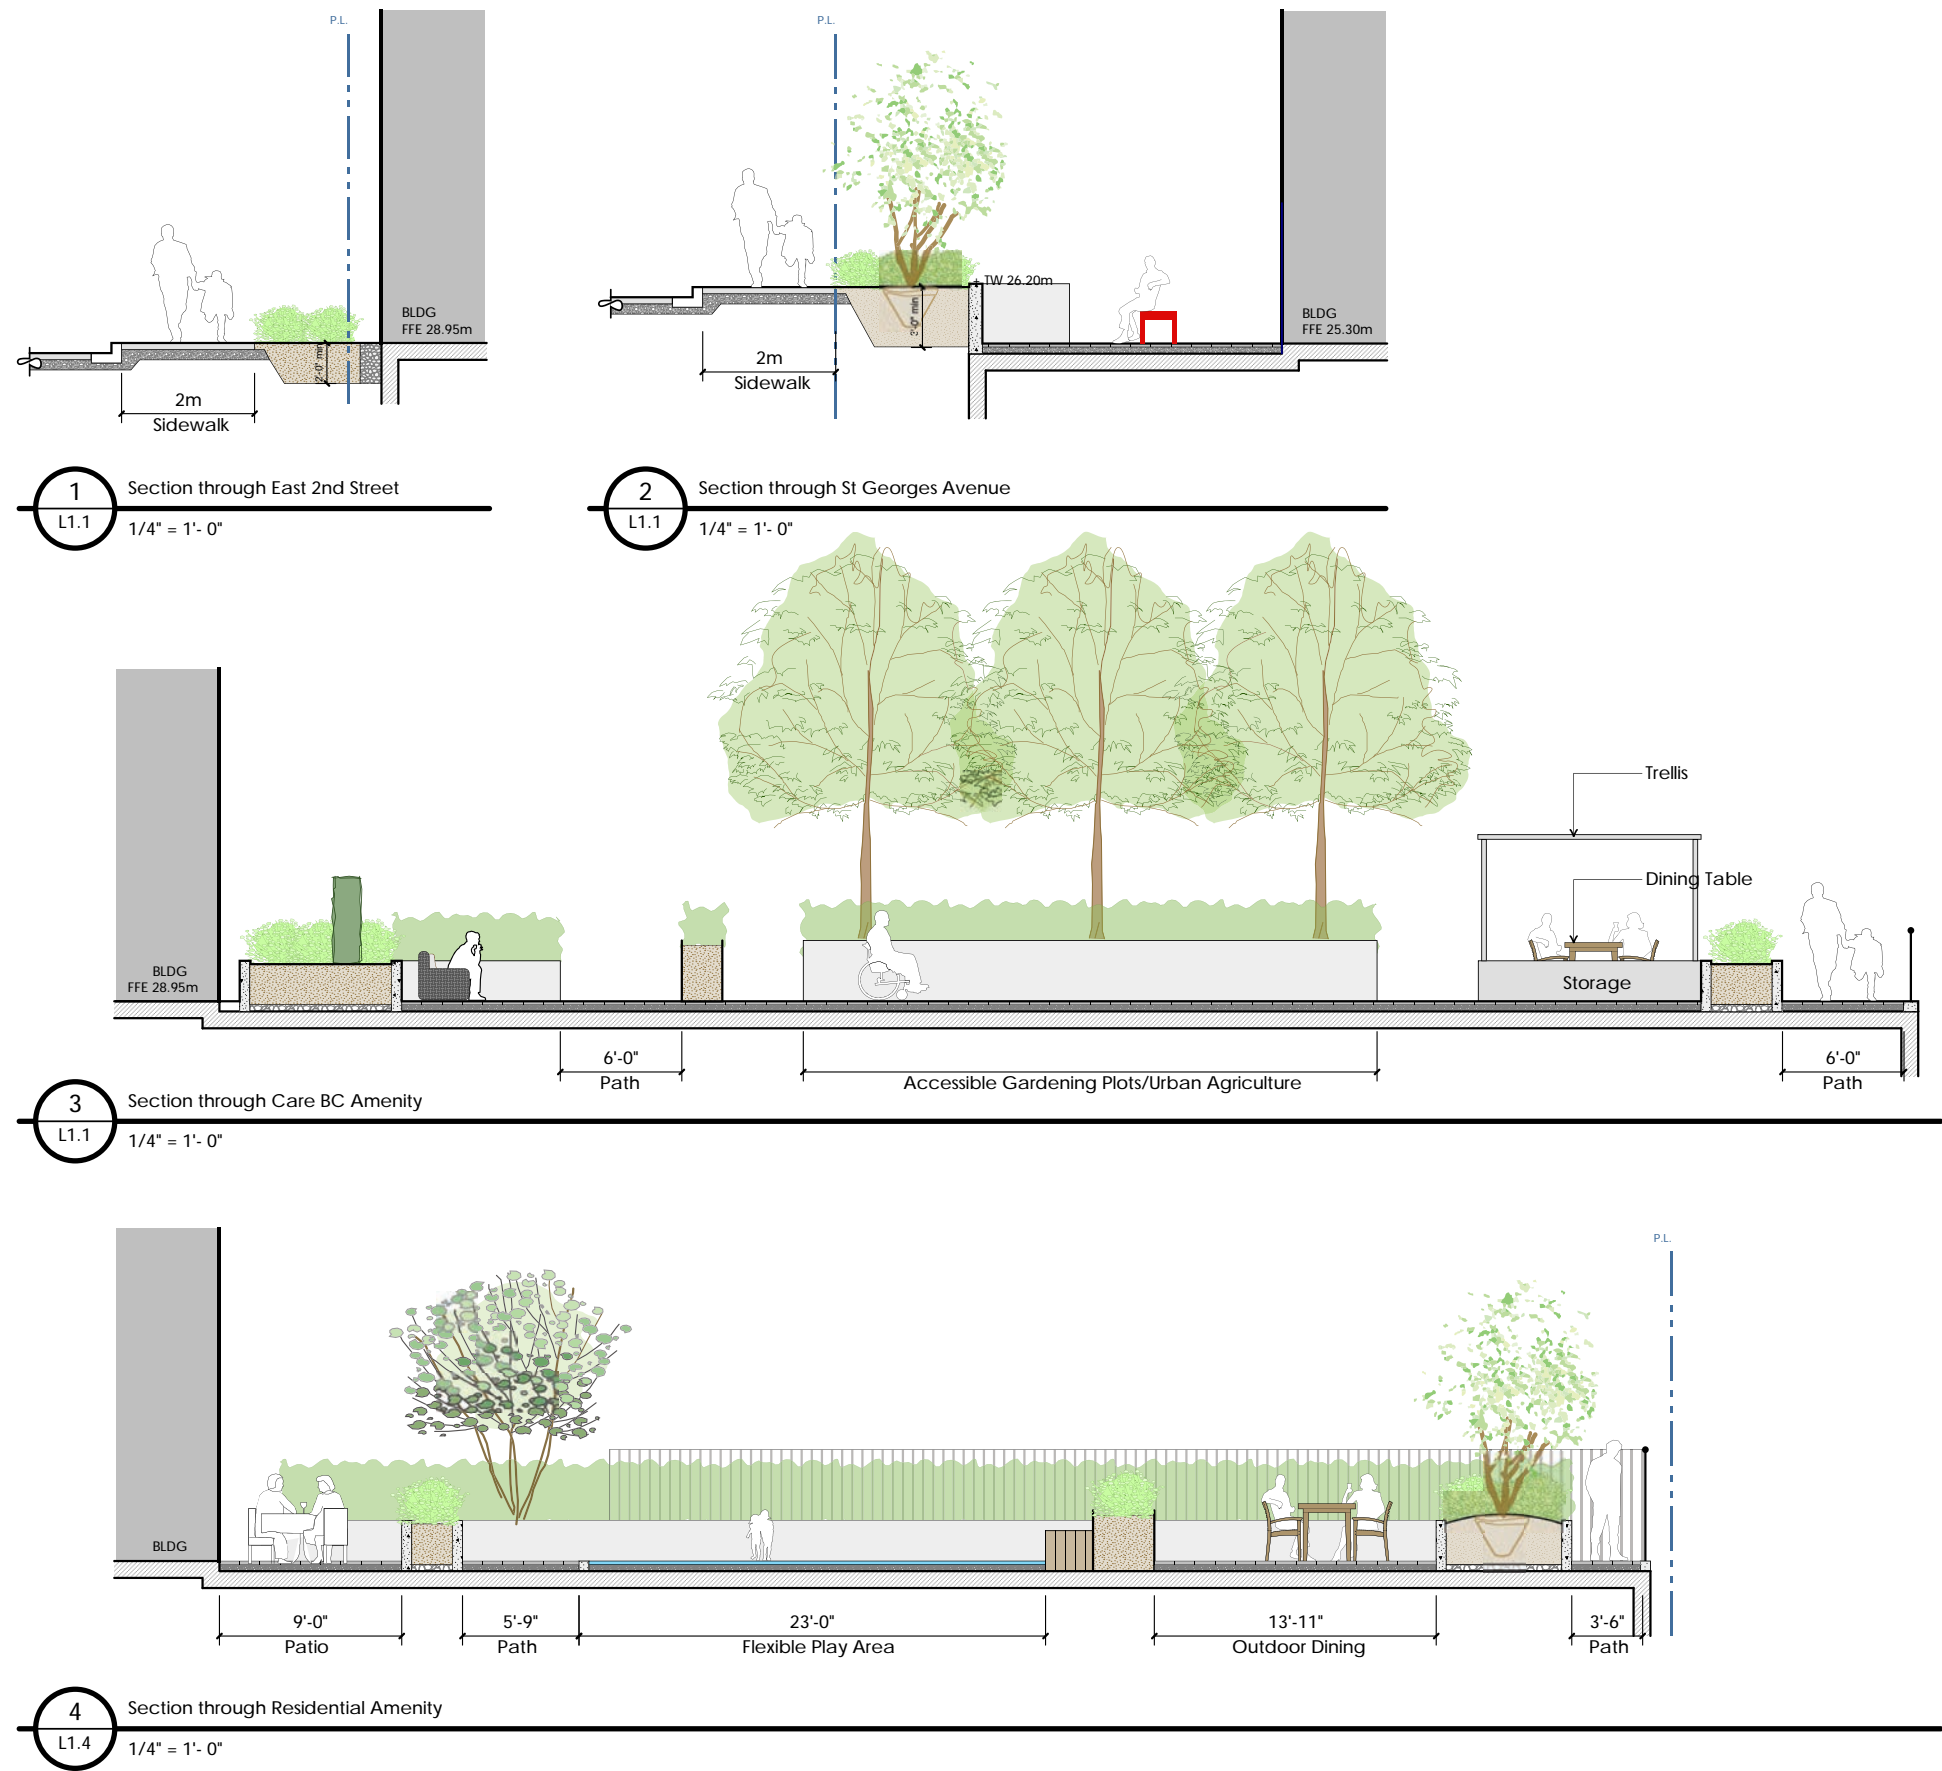 P.L.
BLDG
FFE 28.95m
2'-0" min
2m
Sidewalk
1
L1.1
Section through East 2nd Street
1/4" = 1'- 0"
P.L.
TW 26.20m
3'-0" min
BLDG
FFE 25.30m
2m
Sidewalk
2
L1.1
Section through St Georges Avenue
1/4" = 1'- 0"
Trellis
Dining Table
BLDG
FFE 28.95m
Storage
6'-0"
Path
Accessible Gardening Plots/Urban Agriculture
6'-0"
Path
3
L1.1
Section through Care BC Amenity
1/4" = 1'- 0"
P.L.
BLDG
9'-0"
Patio
5'-9"
Path
23'-0"
Flexible Play Area
13'-11"
Outdoor Dining
3'-6"
Path
4
L1.4
Section through Residential Amenity
1/4" = 1'- 0"